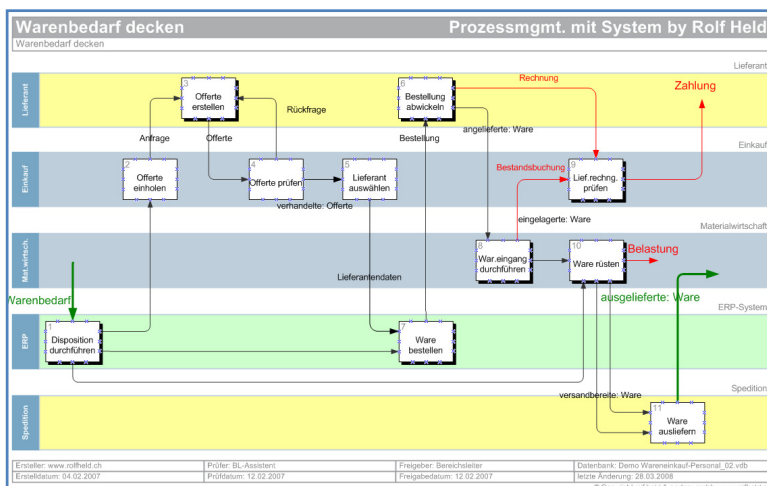 Warenbedarf decken
Prozessmgmt. mit System by Rolf Held
Warenbedarf decken
Lieferant
Lieferant
3
Offerte
erstellen
6
Bestellung
abwickeln
Rechnung
Zahlung
Rückfrage
angelieferte: Ware
Anfrage
Offerte
Bestellung
Einkauf
Einkauf
2
Offerte
einholen
4
Offerte prüfen
5
Lieferant
auswählen
9
Lief.rechng.
prüfen
Bestandsbuchung
verhandelte: Offerte
eingelagerte: Ware
Materialwirtschaft
Mat.wirtsch.
8
War.eingang
durchführen
10
Ware rüsten
Belastung
Lieferantendaten
Warenbedarf
ausgelieferte: Ware
ERP-System
ERP
1
Disposition
durchführen
7
Ware
bestellen
Spedition
Spedition
versandbereite: Ware
11
Ware
ausliefern
Ersteller: www.rolfheld.ch
Prüfer: BL-Assistent
Freigeber: Bereichsleiter
Datenbank: Demo Wareneinkauf-Personal_02.vdb
Erstelldatum: 04.02.2007
Prüfdatum: 12.02.2007
Freigabedatum: 12.02.2007
letzte Änderung: 28.03.2008